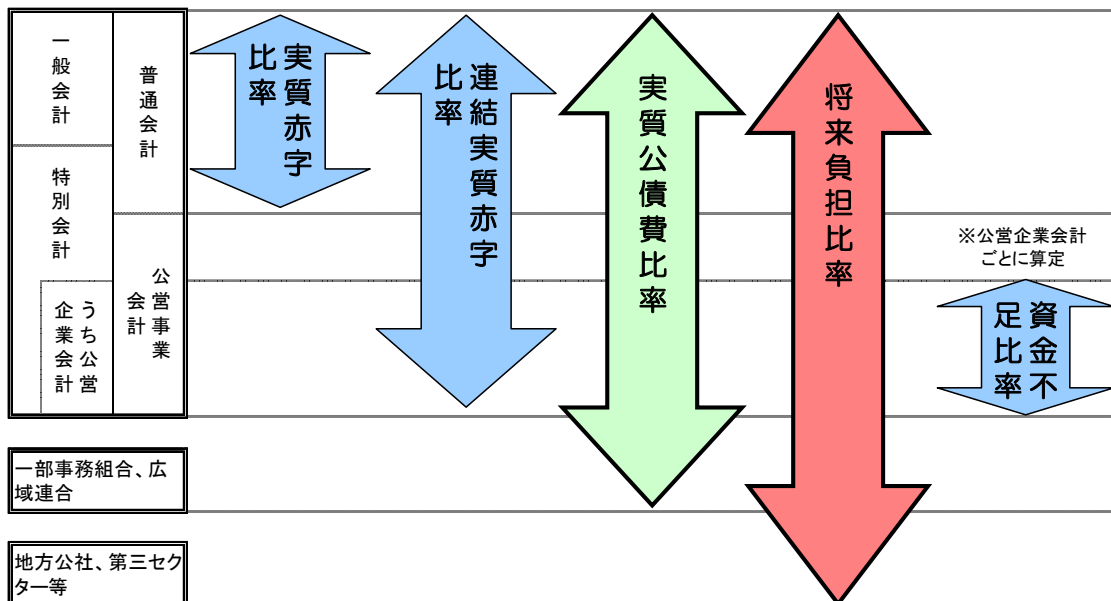 一般会計
特別会計
うち公営
企業会計
普通会計
公営事業
会計
実質赤字
比率
連結実質赤字
比率
実質公債費比率
将来負担比率
※公営企業会計
ごとに算定
資金不
足比率
一部事務組合、広
域連合
地方公社、第三セク
ター等